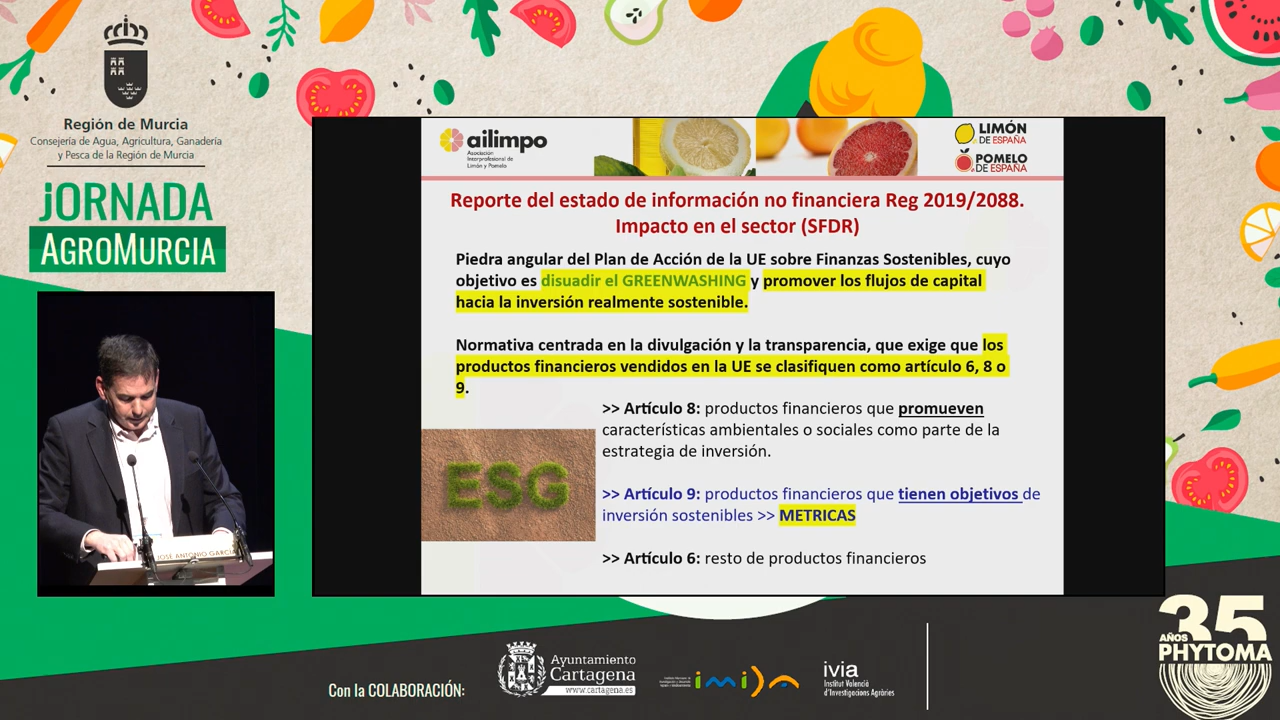 Región de Murcia
Consejería de Agua, Agricultura, Ganadería
y Pesca de la Región de Murcia
jORNADA
AGROMURCIA
JOSÉ ANTONIO GARCÍA
ailimpo
Asociación
Interprofesional de
Limón y Pomelo
LIMÓN
DE ESPAÑA
POMELO
DE ESPAÑA
Reporte del estado de información no financiera Reg 2019/2088.
Impacto en el sector (SFDR)
Piedra angular del Plan de Acción de la UE sobre Finanzas Sostenibles, cuyo
objetivo es disuadir el GREENWASHING y promover los flujos de capital
hacia la inversión realmente sostenible.
Normativa centrada en la divulgación y la transparencia, que exige que los
productos financieros vendidos en la UE se clasifiquen como artículo 6, 8 o
9.
>> Artículo 8: productos financieros que promueven
características ambientales o sociales como parte de la
estrategia de inversión.
ESG
>> Artículo 9: productos financieros que tienen objetivos de
inversión sostenibles >> METRICAS
>> Artículo 6: resto de productos financieros
Con la COLABORACIÓN:
Ayuntamiento
Cartagena
www.cartagena.es
imida
ivia
Institut Valencià
d'Investigacions Agràries
35
AÑOS
PHYTOMA